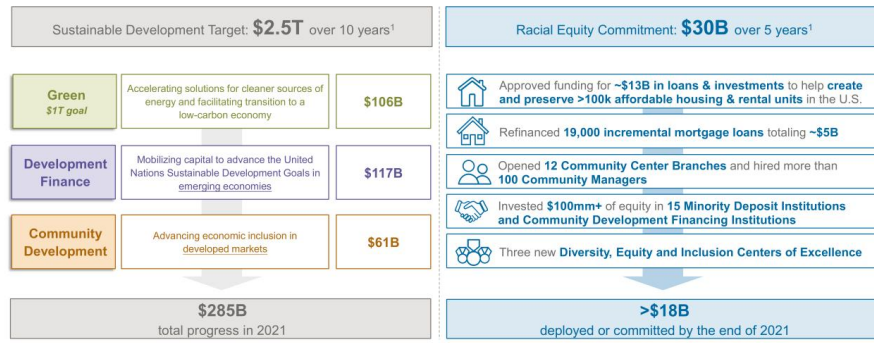 Sustainable Development Target: $2.5T over 10 years¹
Green
$1T goal
Accelerating solutions for cleaner sources of
energy and facilitating transition to a
low-carbon economy
$106B
Development
Finance
Mobilizing capital to advance the United
Nations Sustainable Development Goals in
emerging economies
$117B
Community
Development
Advancing economic inclusion in
developed markets
$61B
$285B
total progress in 2021
Racial Equity Commitment: $30B over 5 years¹
Approved funding for ~$13B in loans & investments to help create
and preserve >100k affordable housing & rental units in the U.S.
Refinanced 19,000 incremental mortgage loans totaling ~$5B
Opened 12 Community Center Branches and hired more than
100 Community Managers
Invested $100mm+ of equity in 15 Minority Deposit Institutions
and Community Development Financing Institutions
Three new Diversity, Equity and Inclusion Centers of Excellence
>$18B
deployed or committed by the end of 2021